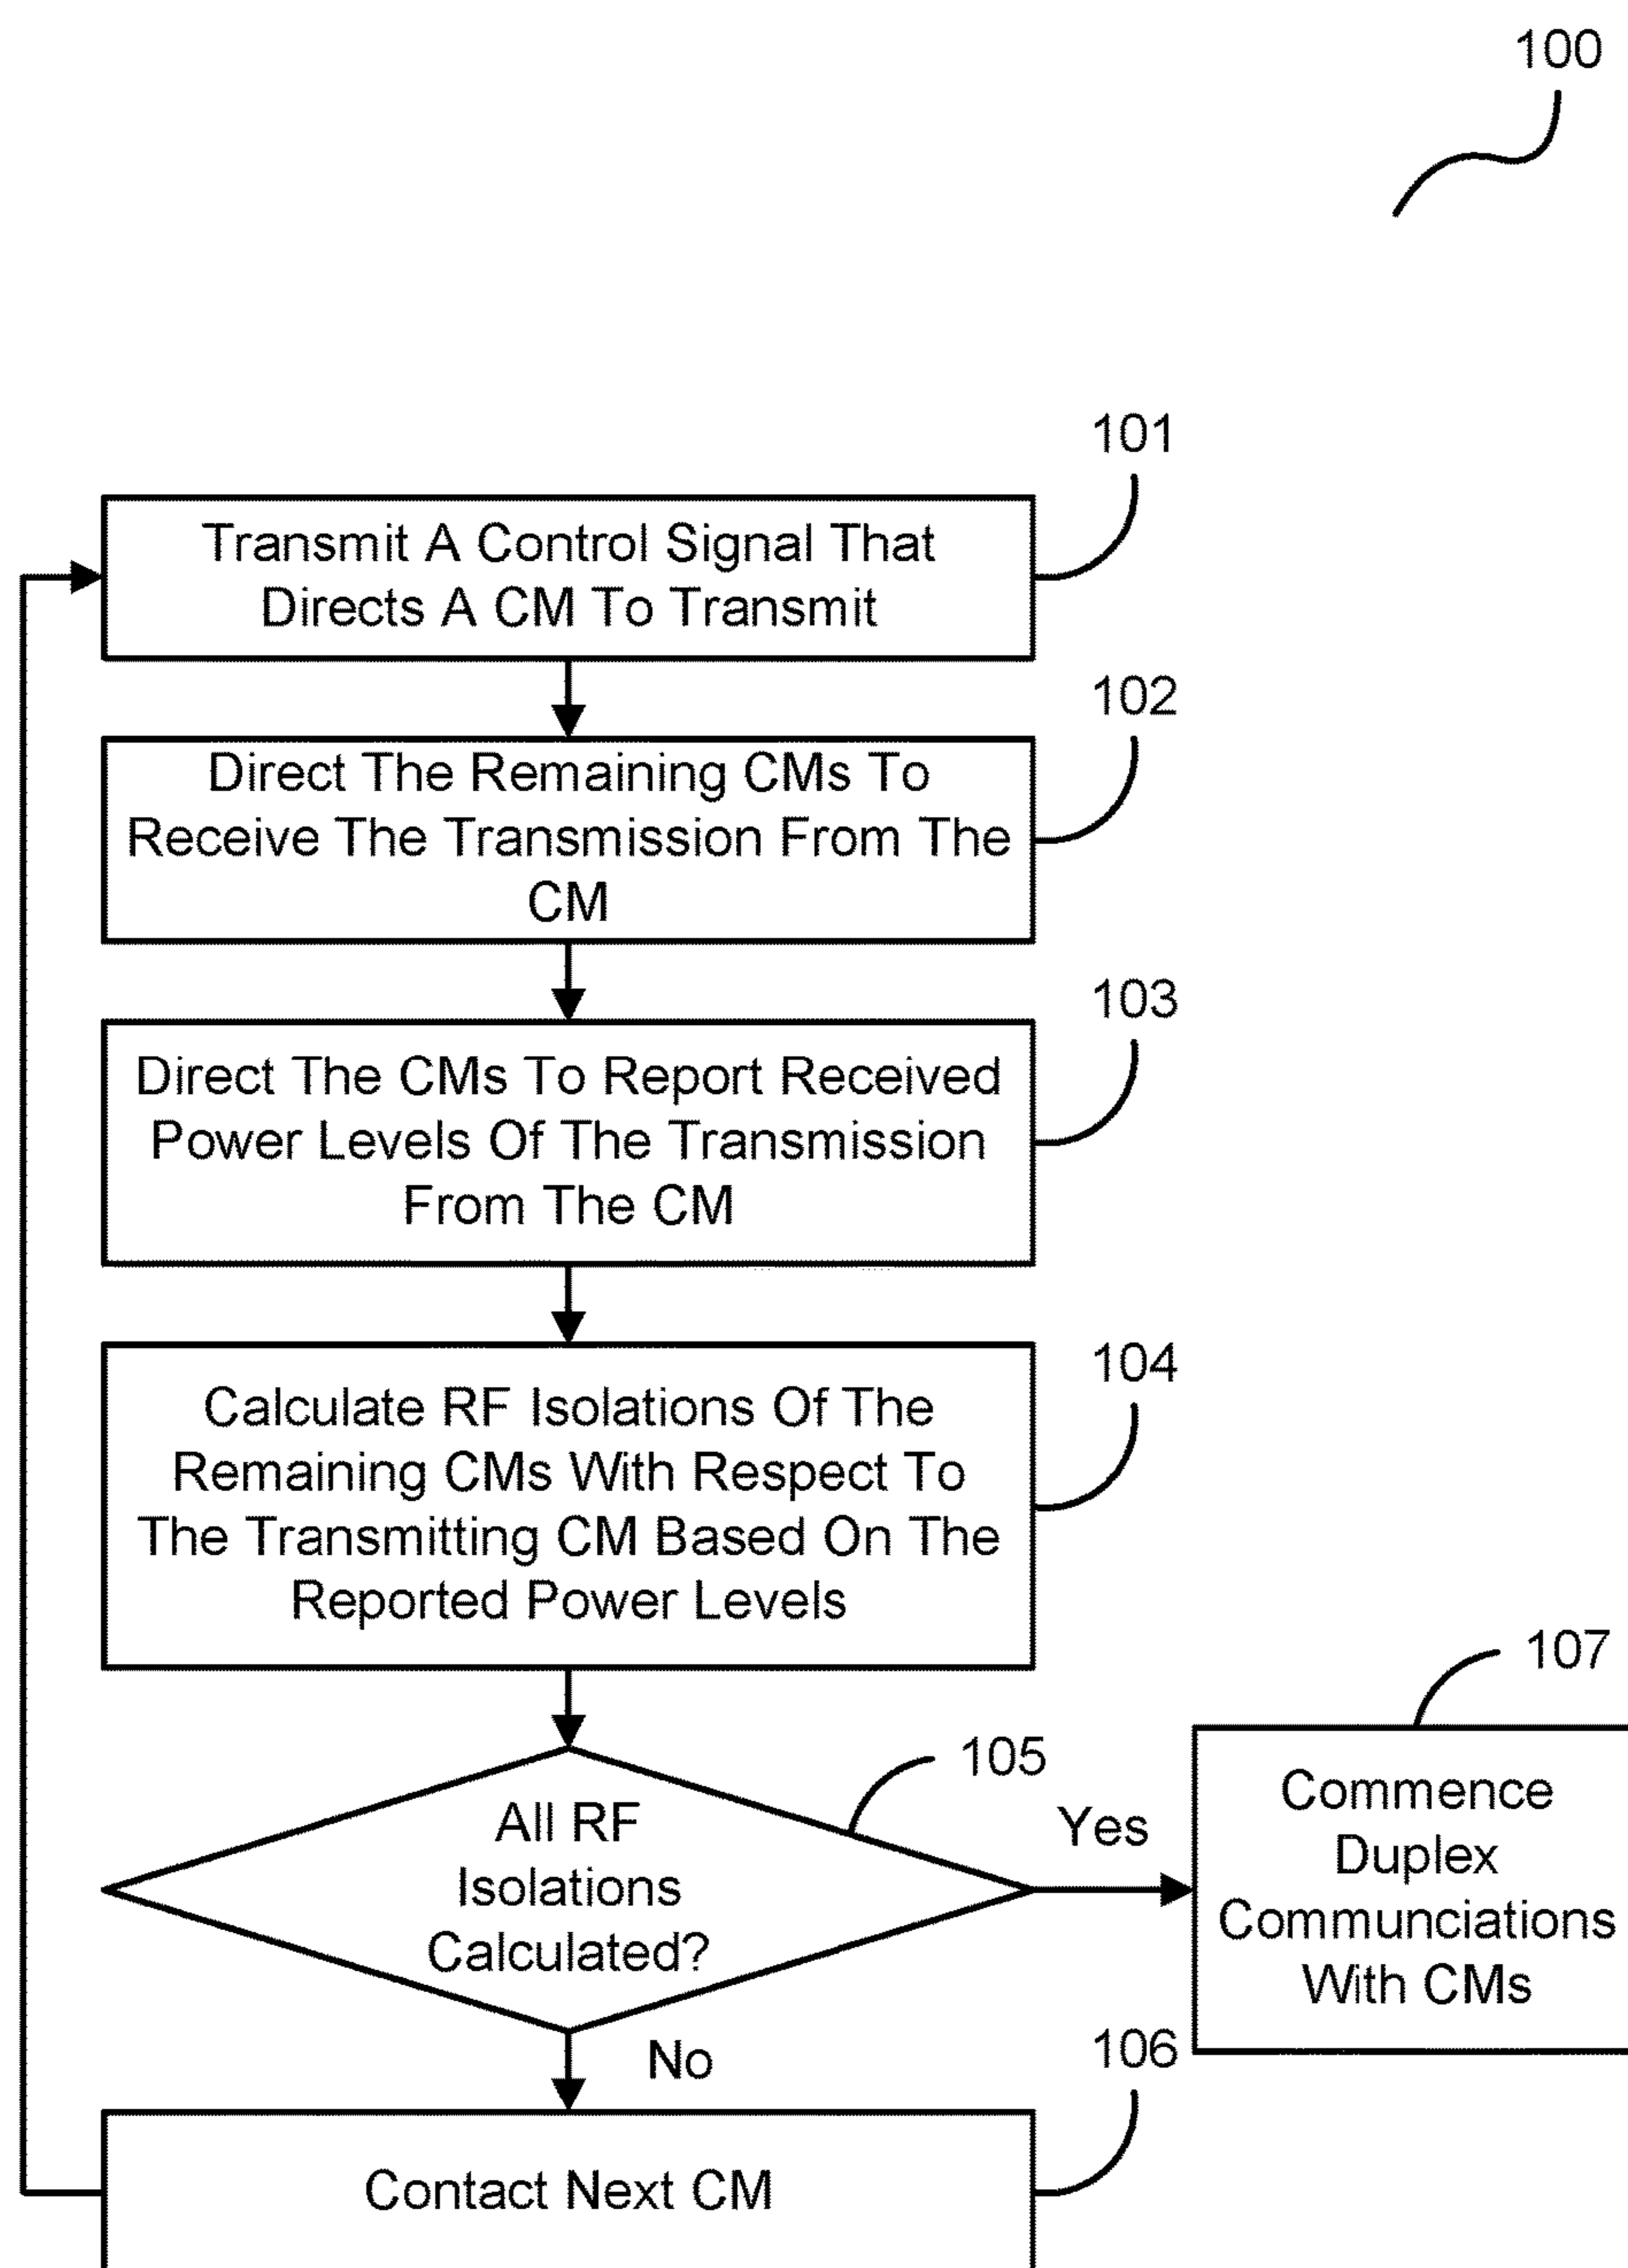 100
101
Transmit A Control Signal That
Directs A CM To Transmit
102
Direct The Remaining CMs To
Receive The Transmission From The
CM
103
Direct The CMs To Report Received
Power Levels Of The Transmission
From The CM
104
Calculate RF Isolations Of The
Remaining CMs With Respect To
The Transmitting CM Based On The
Reported Power Levels
105
All RF
Isolations
Calculated?
Yes
107
Commence
Duplex
Communciations
With CMs
No
106
Contact Next CM